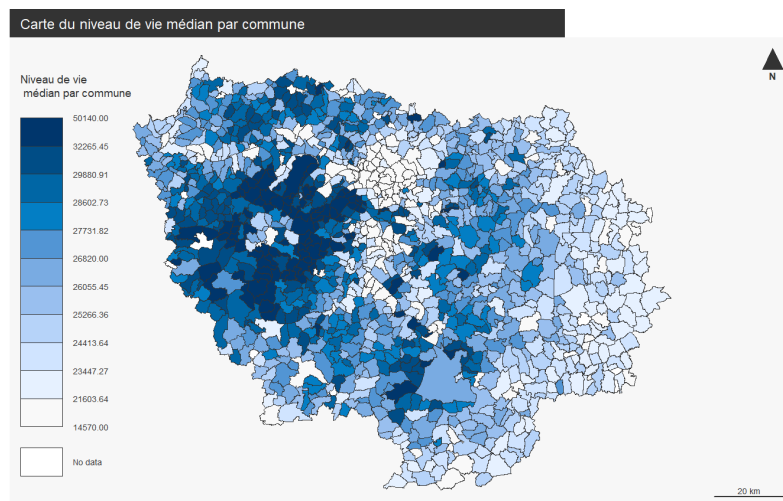 Carte du niveau de vie médian par commune
N
Niveau de vie
médian par commune
50140.00
32265.45
29880.91
28602.73
27731.82
26820.00
26055.45
25266.36
24413.64
23447.27
21603.64
14570.00
No data
20 km